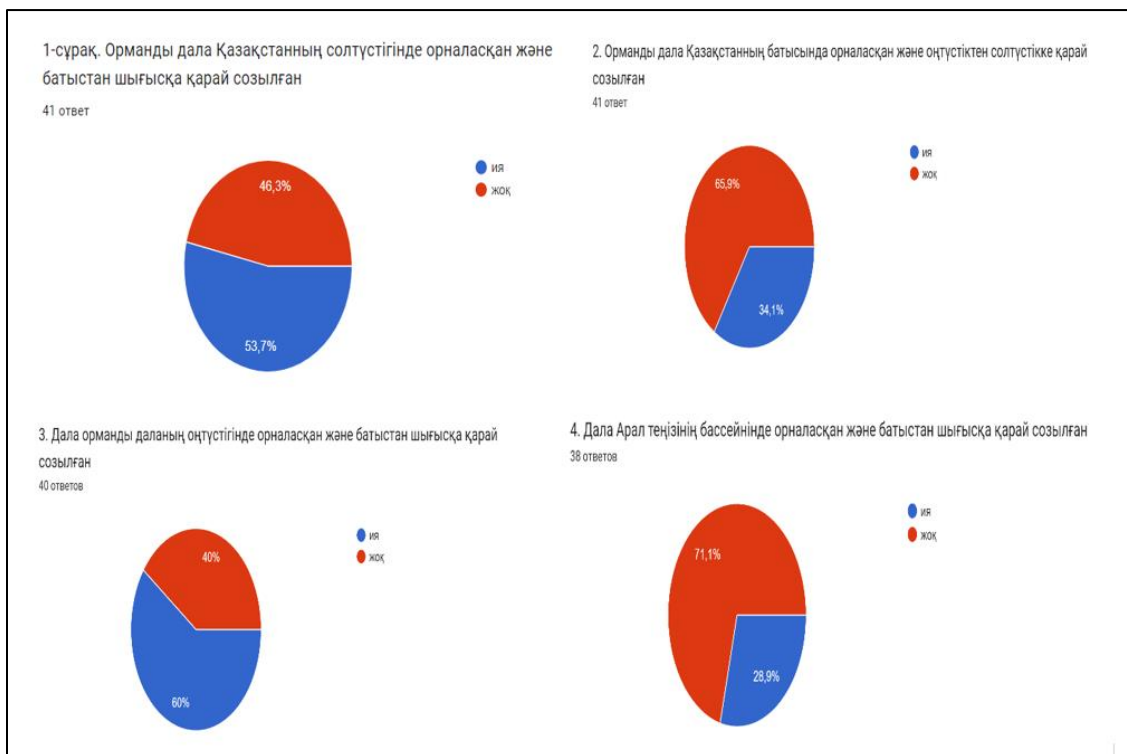 1-сұрақ. Орманды дала Қазақстанның солтүстігінде орналасқан және
батыстан шығысқа қарай созылған
41 ответ
ия
жоқ
46,3%
53,7%
2. Орманды дала Қазақстанның батысында орналасқан және оңтүстіктен солтүстікке қарай
созылған
41 ответ
ия
жоқ
65,9%
34,1%
3. Дала орманды даланың оңтүстігінде орналасқан және батыстан шығысқа қарай
созылған
40 ответов
ия
жоқ
40%
60%
4. Дала Арал теңізінің бассейнінде орналасқан және батыстан шығысқа қарай созылған
38 ответов
ия
жоқ
71,1%
28,9%